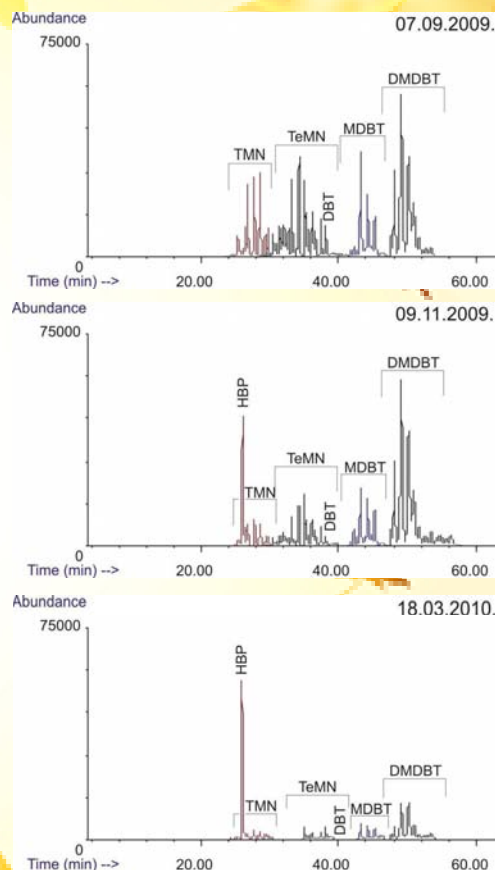 Abundance
07.09.2009.
75000
DMDBT
MDBT
TeMN
TMN
DBT
0
Time (min) --> 20.00 40.00 60.00
Abundance
09.11.2009.
75000
DMDBT
HBP
TeMN
MDBT
TMN
DBT
0
Time (min) --> 20.00 40.00 60.00
Abundance
18.03.2010.
75000
HBP
DMDBT
TeMN
TMN
DBT
MDBT
0
Time (min) --> 20.00 40.00 60.00